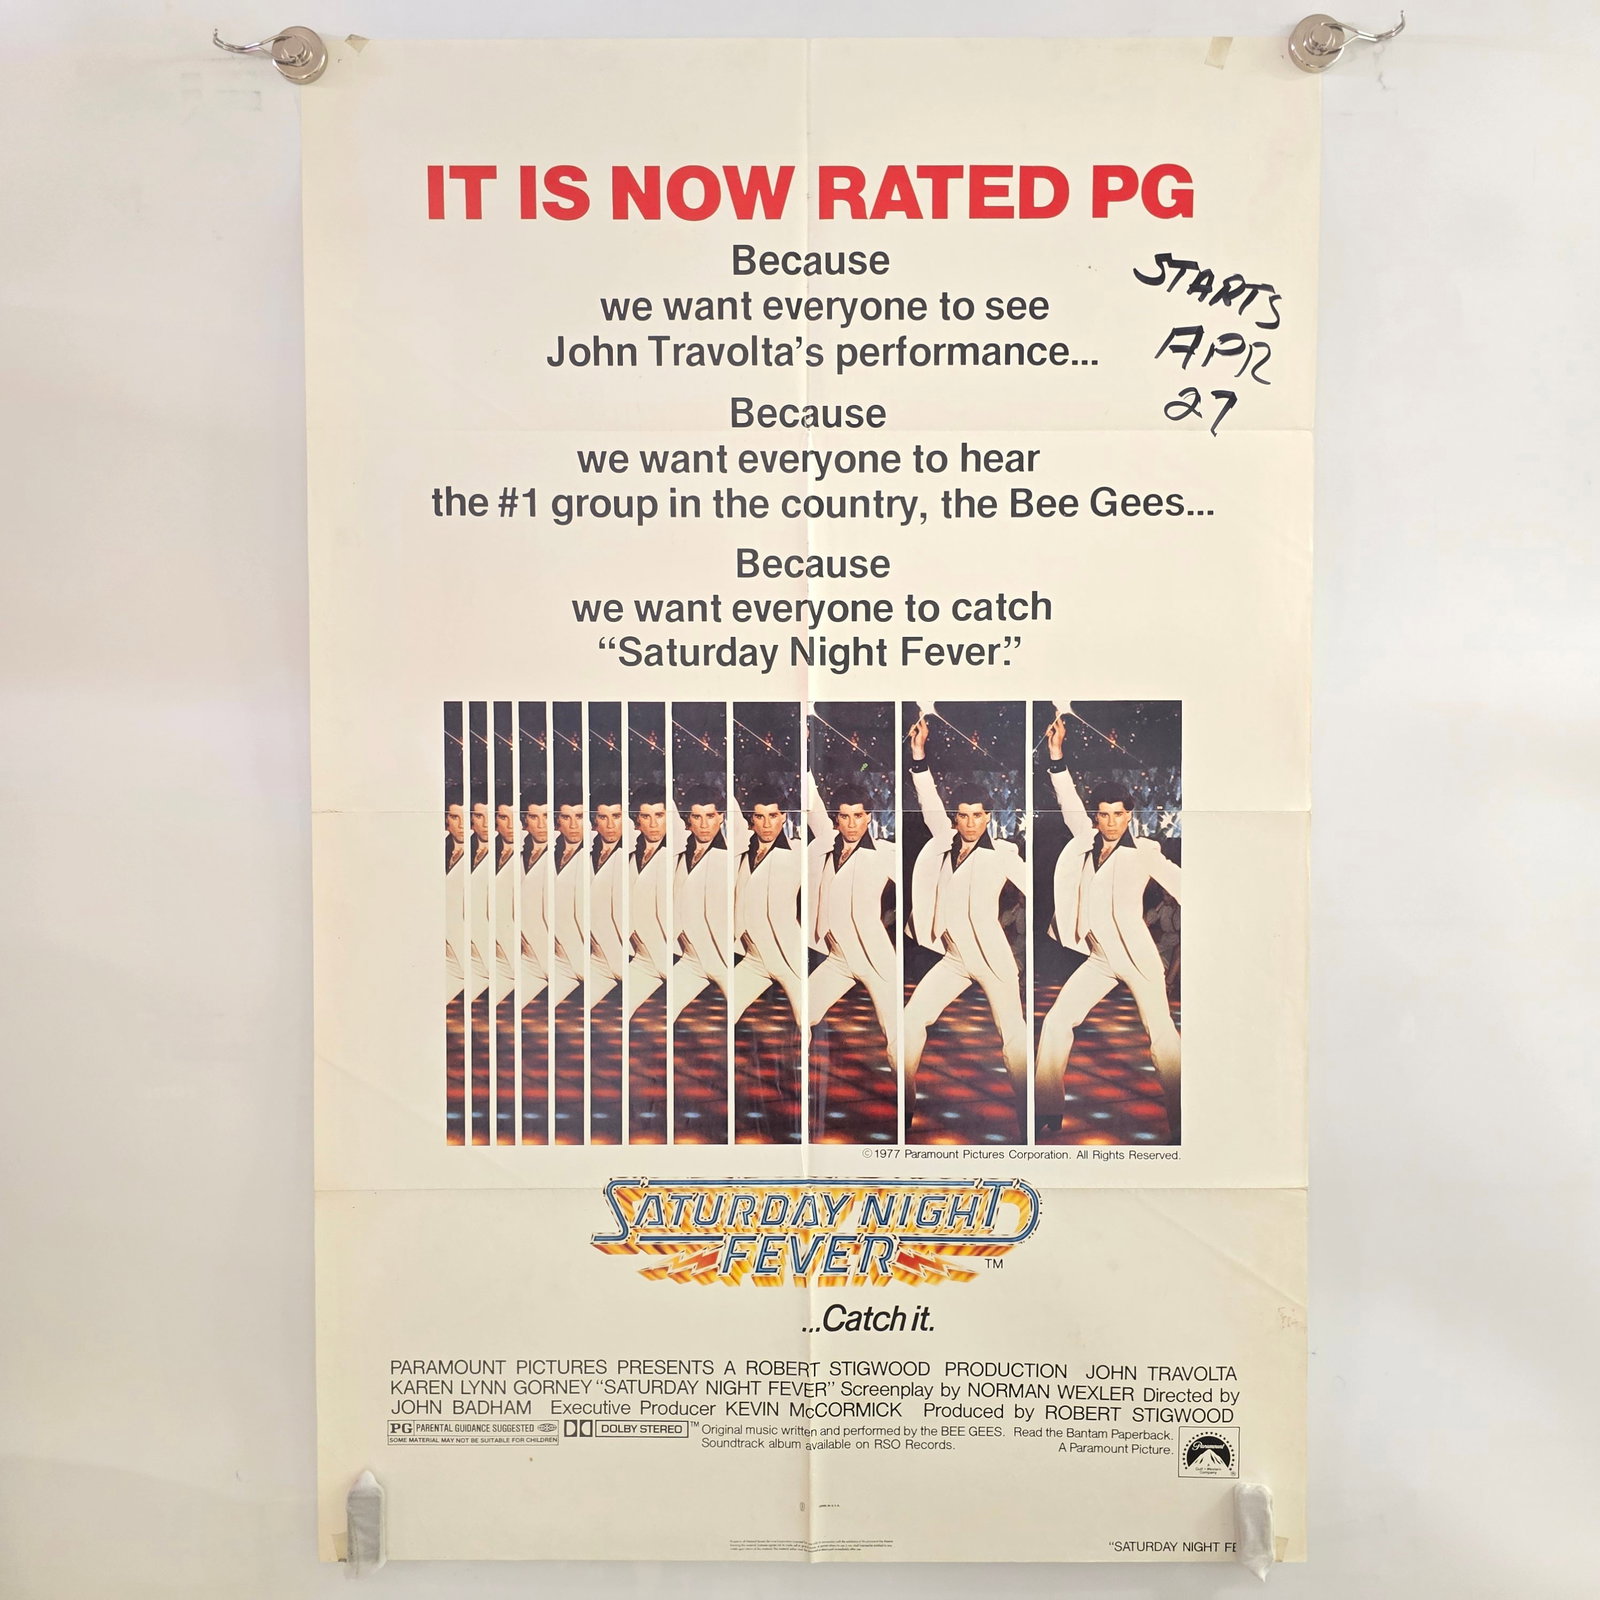 IT IS NOW RATED PG
Because
we want everyone to see
John Travolta's performance...
STARTS
APR
27
Because
we want everyone to hear
the #1 group in the country, the Bee Gees...
Because
we want everyone to catch
“Saturday Night Fever.”
©1977 Paramount Pictures Corporation. All Rights Reserved.
SATURDAY NIGHT
FEVER TM
...Catch it.
PARAMOUNT PICTURES PRESENTS A ROBERT STIGWOOD PRODUCTION JOHN TRAVOLTA
KAREN LYNN GORNEY “SATURDAY NIGHT FEVER” Screenplay by NORMAN WEXLER Directed by
JOHN BADHAM Executive Producer KEVIN McCORMICK Produced by ROBERT STIGWOOD
PG PARENTAL GUIDANCE SUGGESTED
SOME MATERIAL MAY NOT BE SUITABLE FOR CHILDREN
DOLBY STEREO TM
Original music written and performed by the BEE GEES. Read the Bantam Paperback.
Soundtrack album available on RSO Records. A Paramount Picture.
Paramount
A
Gulf + Western
Company
®
“SATURDAY NIGHT FE